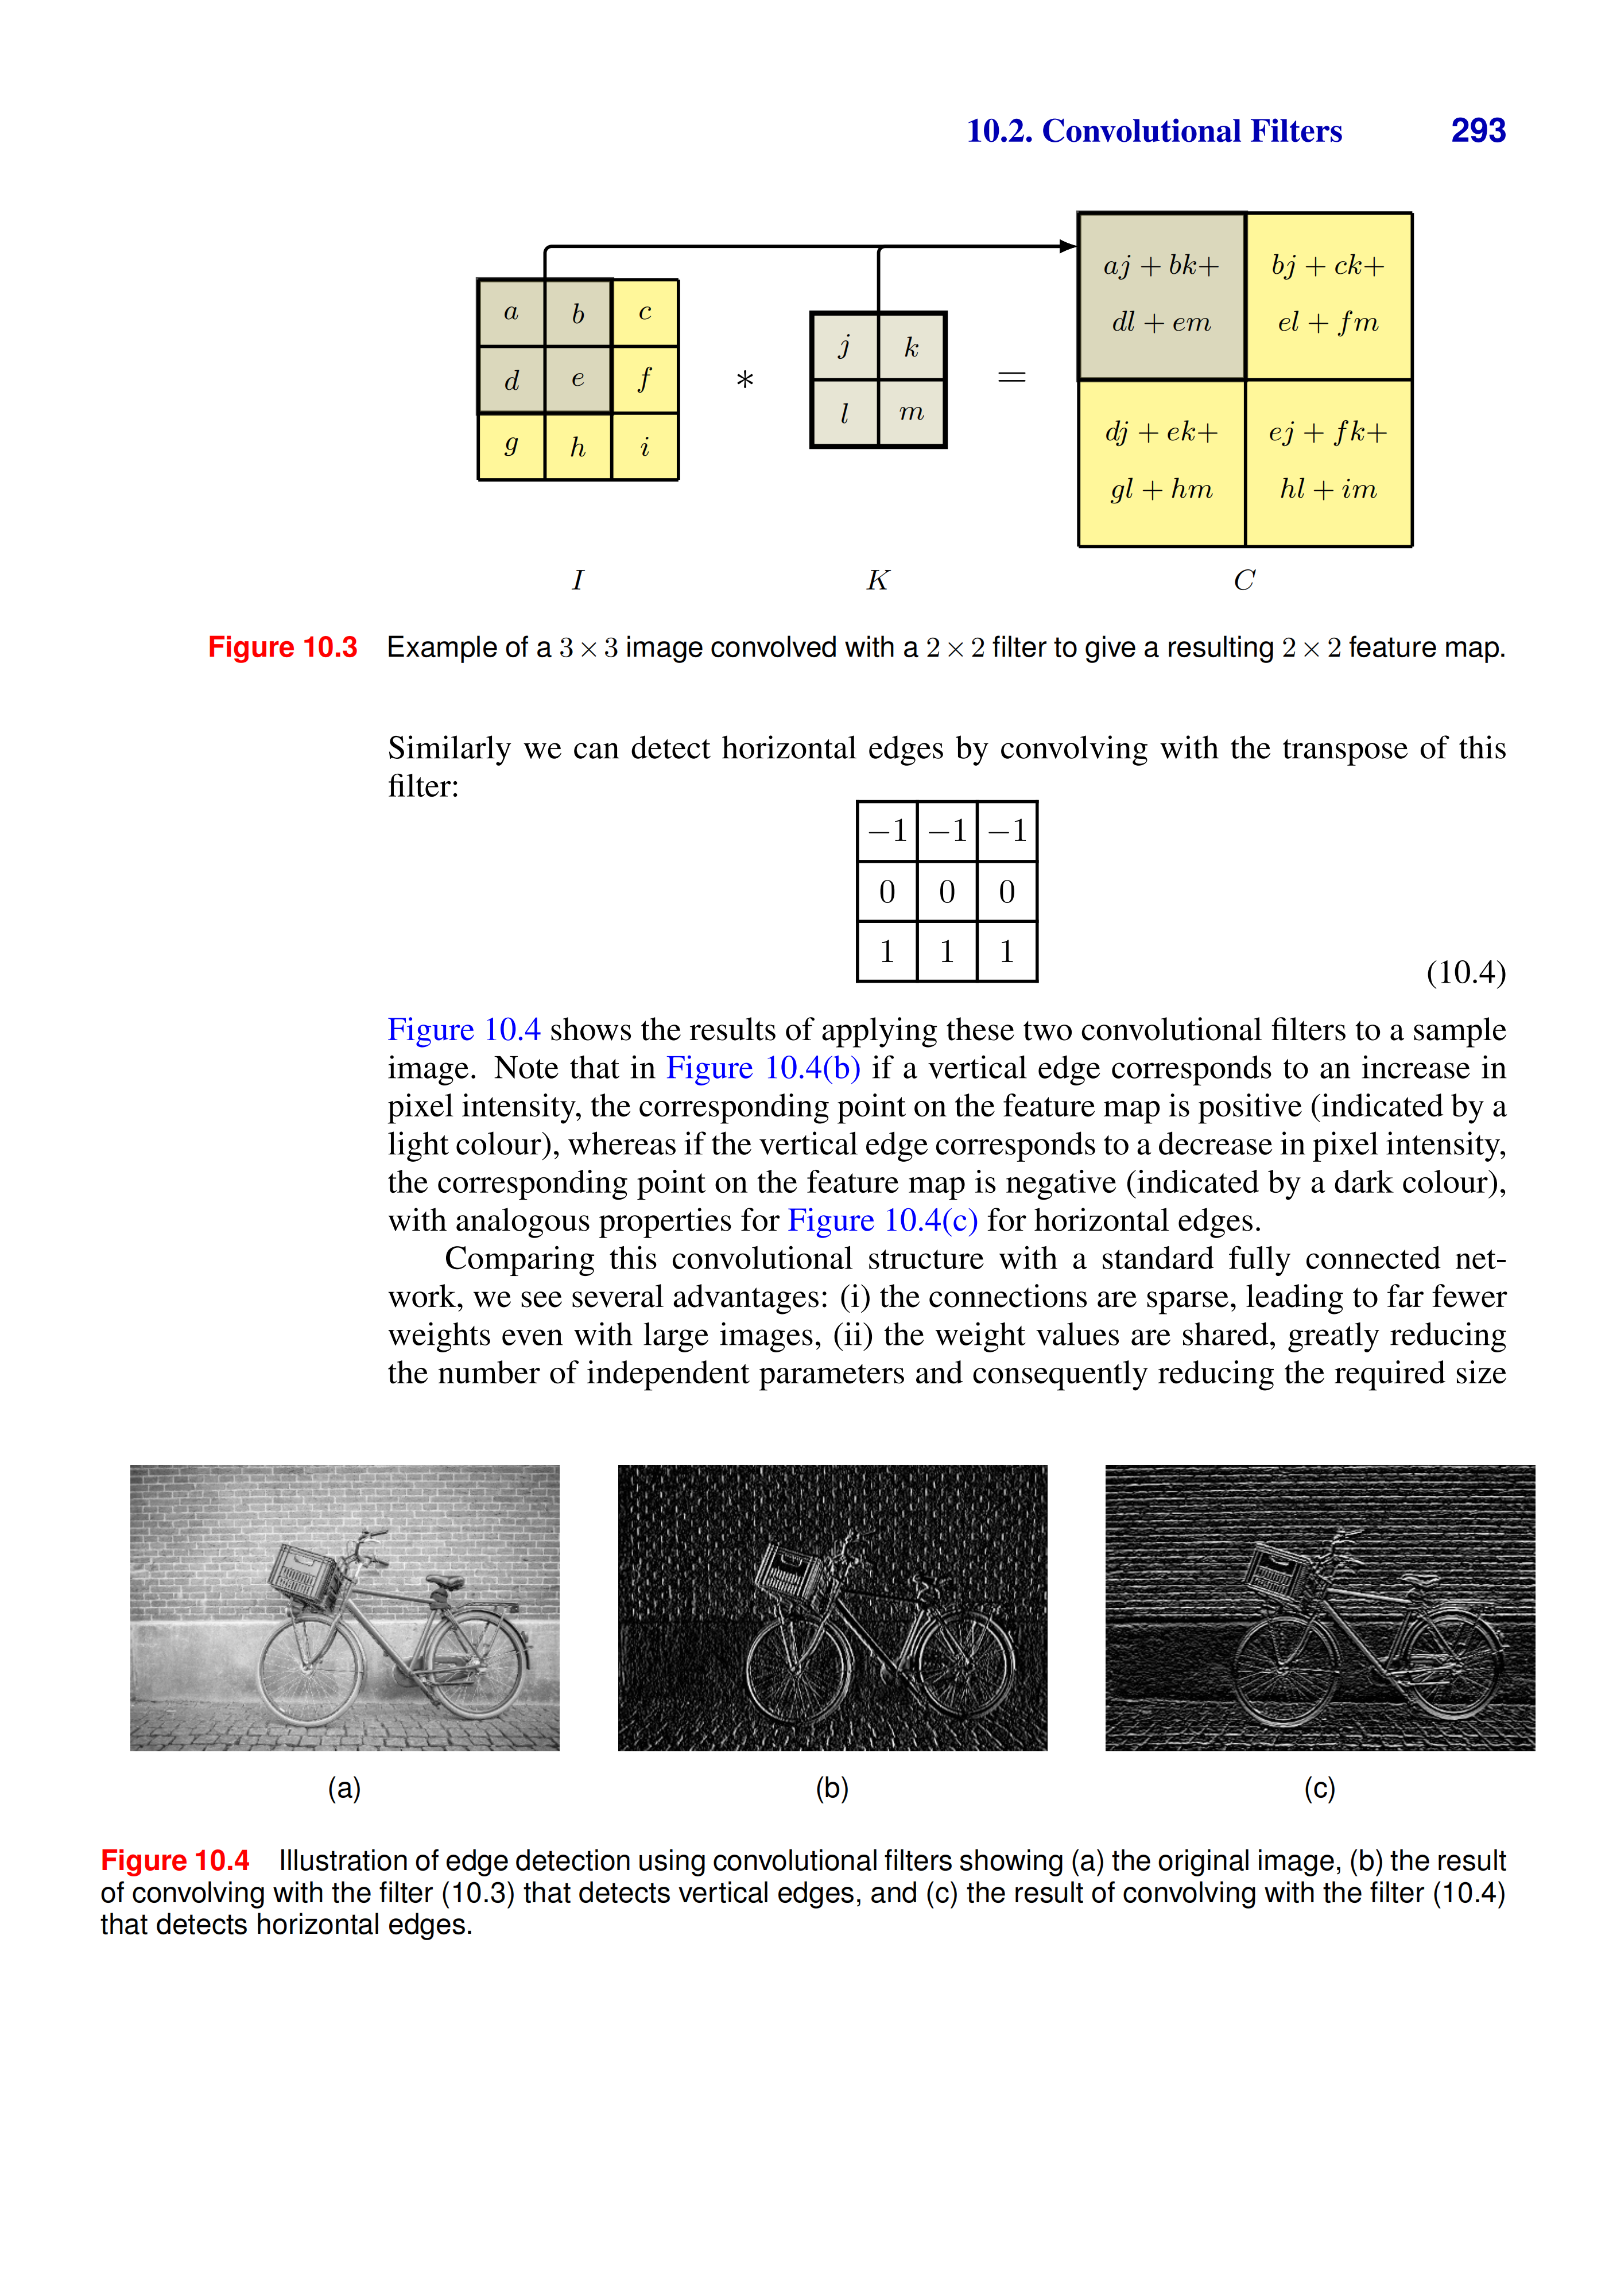 10.2. Convolutional Filters 293
a b c
d e f
g h i
∗
j k
l m
=
aj + bk+ bj + ck+
dl + em el + fm
dj + ek+ ej + fk+
gl + hm hl + im
I K C
Figure 10.3 Example of a 3 × 3 image convolved with a 2 × 2 filter to give a resulting 2 × 2 feature map.
Similarly we can detect horizontal edges by convolving with the transpose of this
filter:
−1 −1 −1
0 0 0
1 1 1
(10.4)
Figure 10.4 shows the results of applying these two convolutional filters to a sample
image. Note that in Figure 10.4(b) if a vertical edge corresponds to an increase in
pixel intensity, the corresponding point on the feature map is positive (indicated by a
light colour), whereas if the vertical edge corresponds to a decrease in pixel intensity,
the corresponding point on the feature map is negative (indicated by a dark colour),
with analogous properties for Figure 10.4(c) for horizontal edges.
Comparing this convolutional structure with a standard fully connected net-
work, we see several advantages: (i) the connections are sparse, leading to far fewer
weights even with large images, (ii) the weight values are shared, greatly reducing
the number of independent parameters and consequently reducing the required size
(a) (b) (c)
Figure 10.4 Illustration of edge detection using convolutional filters showing (a) the original image, (b) the result
of convolving with the filter (10.3) that detects vertical edges, and (c) the result of convolving with the filter (10.4)
that detects horizontal edges.